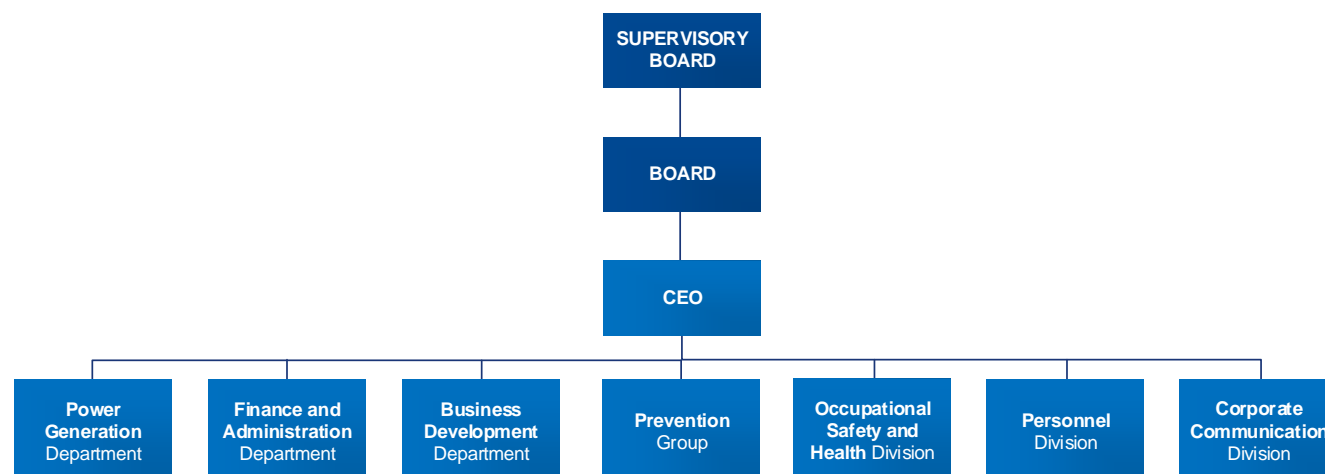 SUPERVISORY
BOARD
BOARD
CEO
Power
Generation
Department
Finance and
Administration
Department
Business
Development
Department
Prevention
Group
Occupational
Safety and
Health Division
Personnel
Division
Corporate
Communication
Division